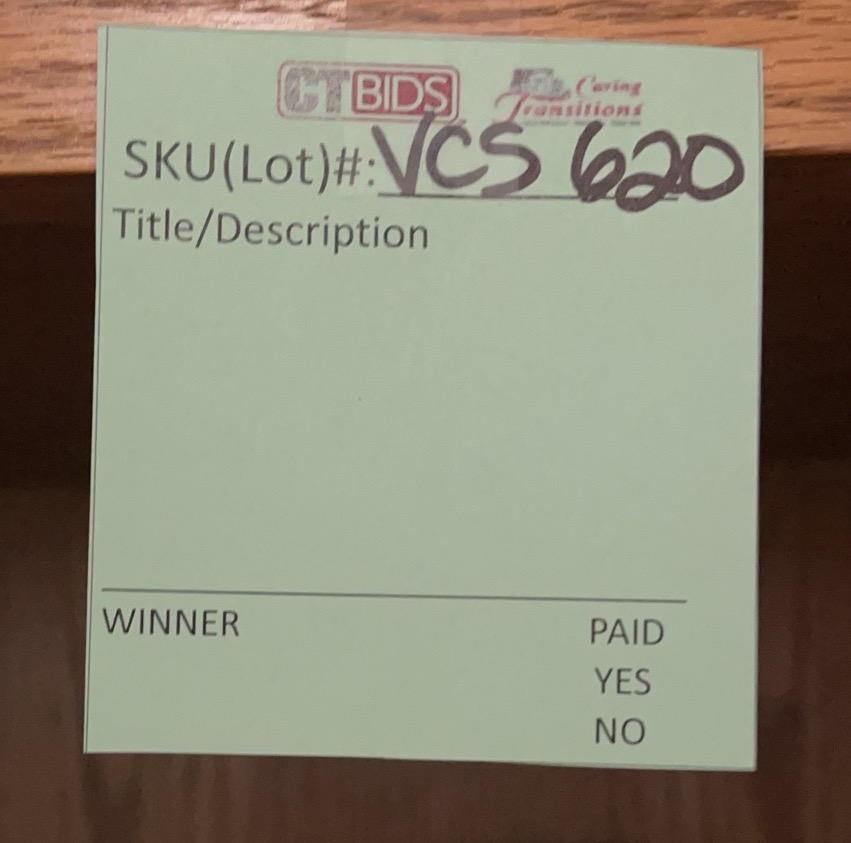 CTBIDS Caring Transitions
SKU(Lot)#: VCS 620
Title/Description
WINNER PAID
YES
NO